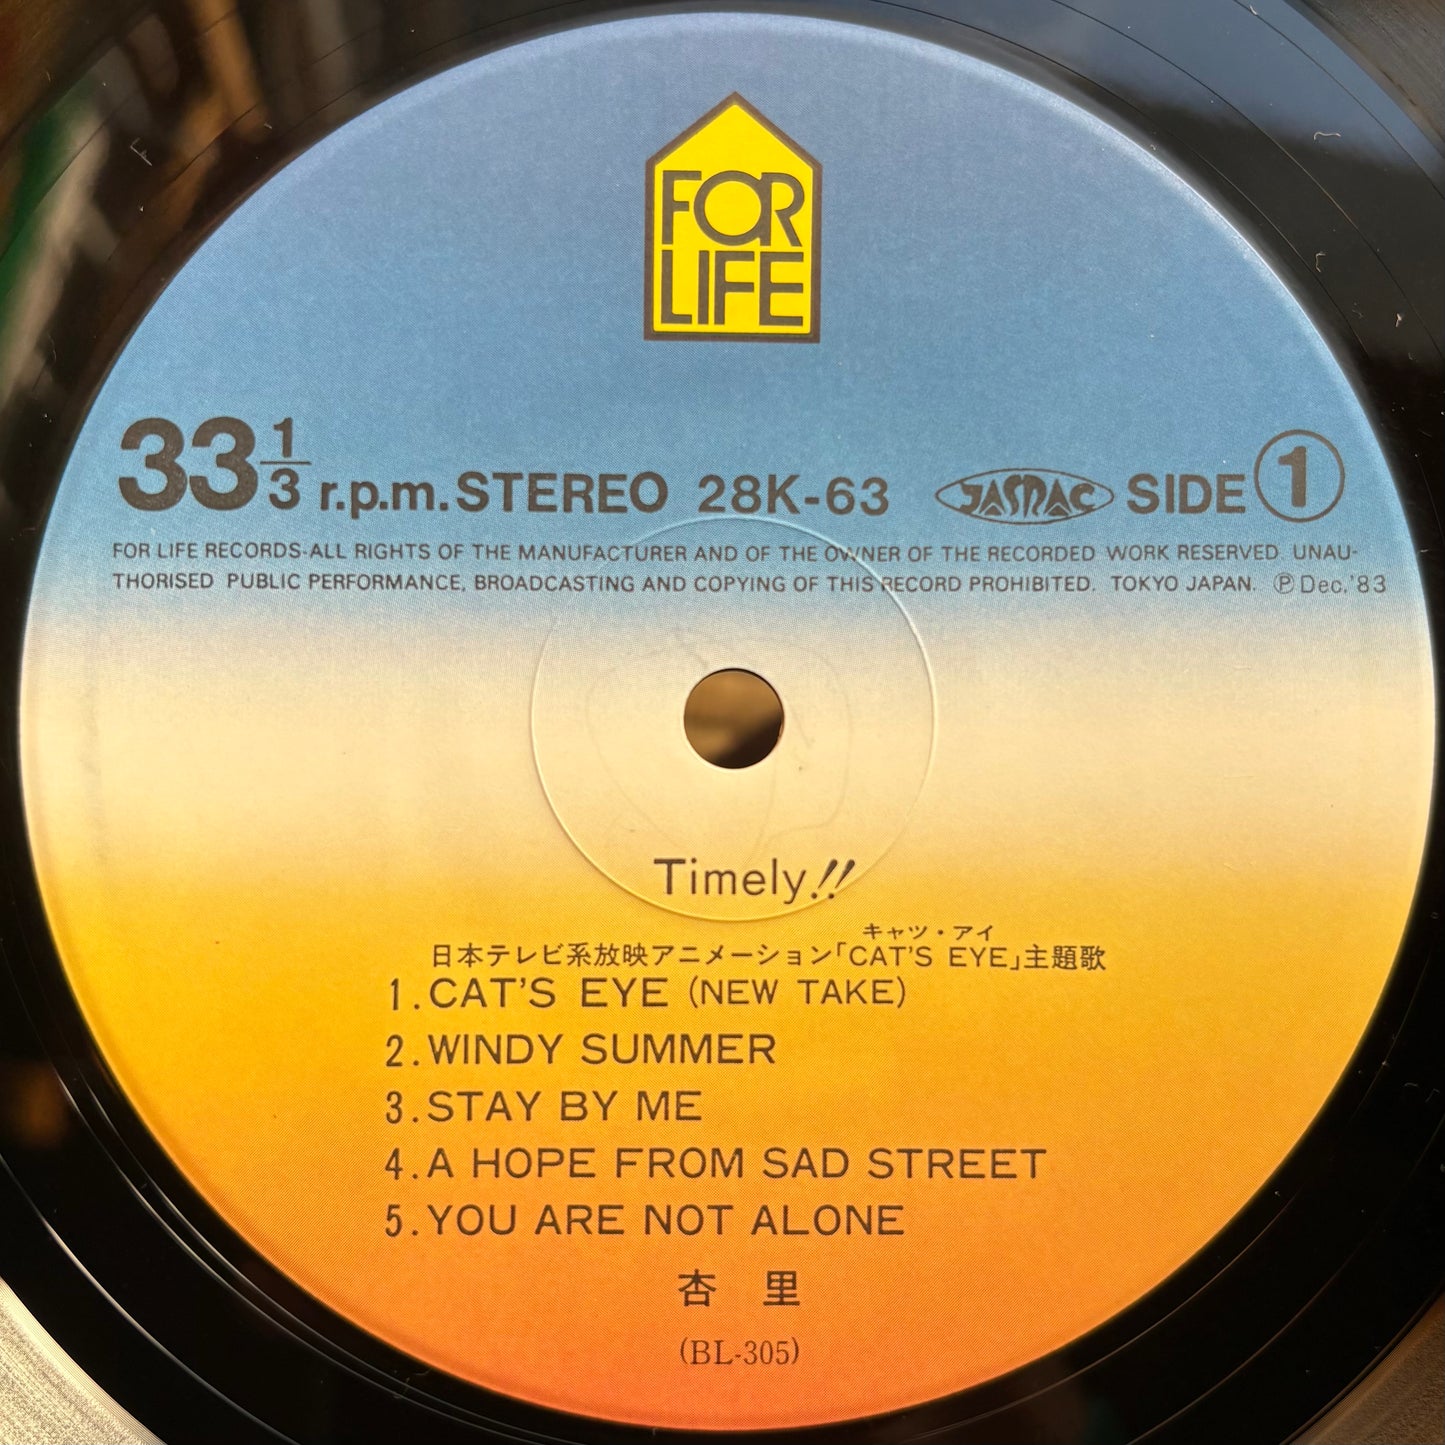 FOR
LIFE
33 1/3 r.p.m. STEREO 28K-63 JASRAC SIDE 1
FOR LIFE RECORDS-ALL RIGHTS OF THE MANUFACTURER AND OF THE OWNER OF THE RECORDED WORK RESERVED. UNAU-
THORISED PUBLIC PERFORMANCE, BROADCASTING AND COPYING OF THIS RECORD PROHIBITED. TOKYO JAPAN. ℗Dec,'83
Timely!!
キャツ・アイ
日本テレビ系放映アニメーション「CAT'S EYE」主題歌
1.CAT'S EYE (NEW TAKE)
2.WINDY SUMMER
3.STAY BY ME
4.A HOPE FROM SAD STREET
5.YOU ARE NOT ALONE
杏 里
(BL-305)